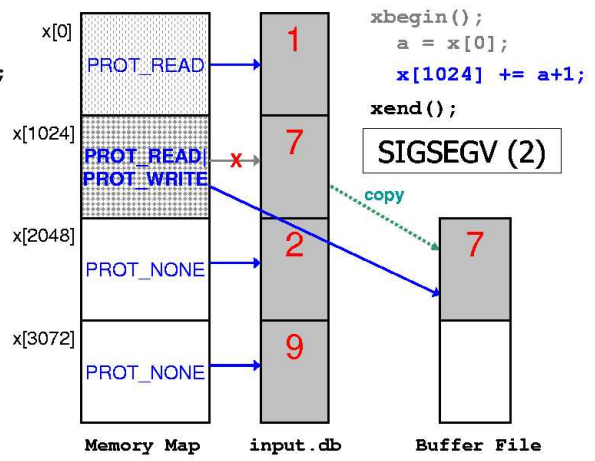 x[0]
PROT_READ
1
xbegin();
a = x[0];
;
x[1024] += a+1;
xend();
x[1024]
PROT_READ|
PROT_WRITE
x
7
SIGSEGV (2)
copy
x[2048]
PROT_NONE
2
7
x[3072]
PROT_NONE
9
Memory Map
input.db
Buffer File